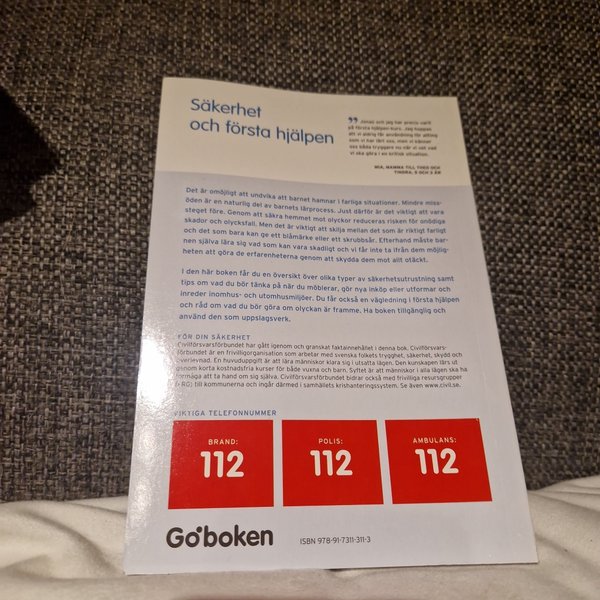 Säkerhet
och första hjälpen
Jonas och jag har precis varit
på första hjälpen-kurs. Jag hoppas
att vi aldrig får användning för allting
som vi har lärt oss, men vi känner
oss båda tryggare nu när vi vet vad
vi ska göra i en kritisk situation.
MIA, MAMMA TILL THEO OCH
TINDRA, 5 OCH 3 ÅR
Det är omöjligt att undvika att barnet hamnar i farliga situationer. Mindre miss-
öden är en naturlig del av barnets lärprocess. Just därför är det viktigt att vara
steget före. Genom att säkra hemmet mot olyckor reduceras risken för onödiga
skador och olycksfall. Men det är viktigt att skilja mellan det som är riktigt farligt
och det som bara kan ge ett blåmärke eller ett skrubbsår. Efterhand måste bar-
nen själva lära sig vad som kan vara skadligt och vi får inte ta ifrån dem möjlig-
heten att göra de erfarenheterna genom att skydda dem mot allt otäckt.
I den här boken får du en översikt över olika typer av säkerhetsutrustning samt
tips om vad du bör tänka på när du möblerar, gör nya inköp eller utformar och
inreder inomhus- och utomhusmiljöer. Du får också en vägledning i första hjälpen
och råd om vad du bör göra om olyckan är framme. Ha boken tillgänglig och
använd den som uppslagsverk.
FÖR DIN SÄKERHET
Civilförsvarsförbundet har gått igenom och granskat faktainnehållet i denna bok. Civilförsvars-
förbundet är en frivilligorganisation som arbetar med svenska folkets trygghet, säkerhet, skydd och
överlevnad. En huvuduppgift är att lära människor klara sig i utsatta lägen. Den kunskapen lärs ut
genom korta kostnadsfria kurser för både vuxna och barn. Syftet är att människor i alla lägen ska ha
förmåga att ta hand om sig själva. Civilförsvarsförbundet bidrar också med frivilliga resursgrupper
(FRG) till kommunerna och ingår därmed i samhällets krishanteringssystem. Se även www.civil.se.
VIKTIGA TELEFONNUMMER
BRAND:
112
POLIS:
112
AMBULANS:
112
Goboken
ISBN 978-91-7311-311-3